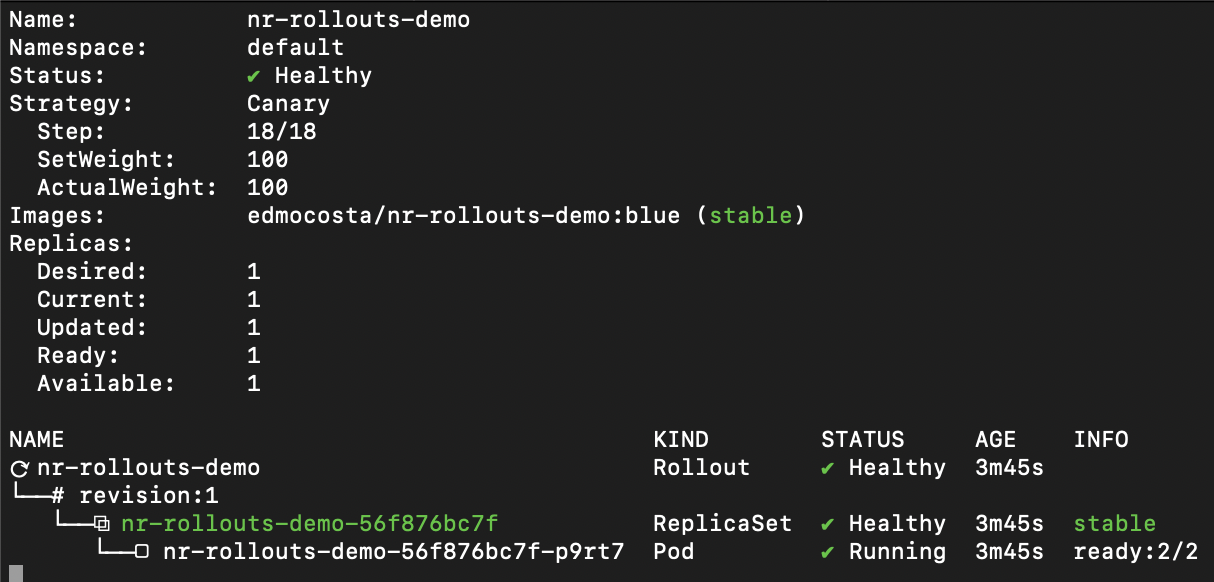 Name:            nr-rollouts-demo
Namespace:       default
Status:          ✔ Healthy
Strategy:        Canary
  Step:          18/18
  SetWeight:     100
  ActualWeight:  100
Images:          edmocosta/nr-rollouts-demo:blue (stable)
Replicas:
  Desired:       1
  Current:       1
  Updated:       1
  Ready:         1
  Available:     1

NAME                                           KIND        STATUS     AGE    INFO
⟳ nr-rollouts-demo                             Rollout     ✔ Healthy  3m45s
└──# revision:1
   └──⧉ nr-rollouts-demo-56f876bc7f            ReplicaSet  ✔ Healthy  3m45s  stable
      └──□ nr-rollouts-demo-56f876bc7f-p9rt7   Pod         ✔ Running  3m45s  ready:2/2